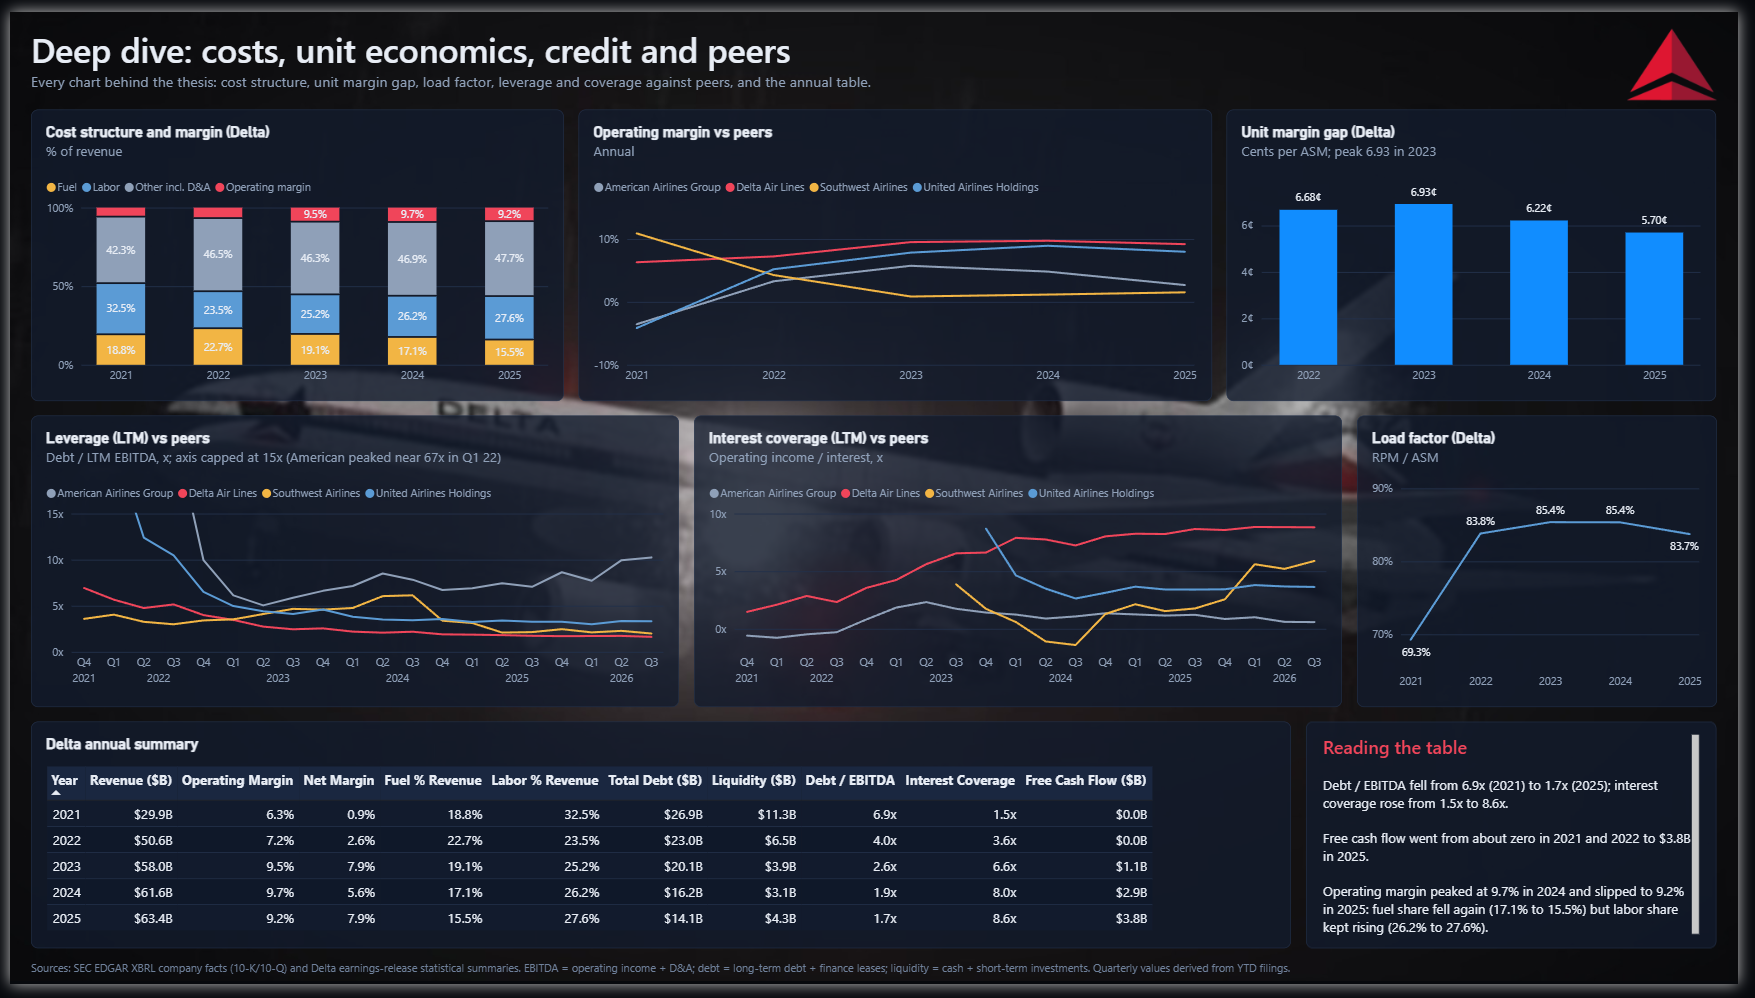 Deep dive: costs, unit economics, credit and peers
Every chart behind the thesis: cost structure, unit margin gap, load factor, leverage and coverage against peers, and the annual table.
Cost structure and margin (Delta)
% of revenue
Fuel Labor Other incl. D&A Operating margin
100%
50%
0%
9.5% 9.7% 9.2%
42.3% 46.5% 46.3% 46.9% 47.7%
32.5% 23.5% 25.2% 26.2% 27.6%
18.8% 22.7% 19.1% 17.1% 15.5%
2021 2022 2023 2024 2025
Operating margin vs peers
Annual
American Airlines Group Delta Air Lines Southwest Airlines United Airlines Holdings
10%
0%
-10%
2021 2022 2023 2024 2025
Unit margin gap (Delta)
Cents per ASM; peak 6.93 in 2023
6.68¢ 6.93¢ 6.22¢ 5.70¢
6¢
4¢
2¢
0¢
2022 2023 2024 2025
DELTA
Leverage (LTM) vs peers
Debt / LTM EBITDA, x; axis capped at 15x (American peaked near 67x in Q1 22)
American Airlines Group Delta Air Lines Southwest Airlines United Airlines Holdings
15x
10x
5x
0x
Q4 Q1 Q2 Q3 Q4 Q1 Q2 Q3 Q4 Q1 Q2 Q3 Q4 Q1 Q2 Q3 Q4 Q1 Q2 Q3
2021 2022 2023 2024 2025 2026
Interest coverage (LTM) vs peers
Operating income / interest, x
American Airlines Group Delta Air Lines Southwest Airlines United Airlines Holdings
10x
5x
0x
Q4 Q1 Q2 Q3 Q4 Q1 Q2 Q3 Q4 Q1 Q2 Q3 Q4 Q1 Q2 Q3 Q4 Q1 Q2 Q3
2021 2022 2023 2024 2025 2026
Load factor (Delta)
RPM / ASM
90%
80%
70%
69.3% 83.8% 85.4% 85.4% 83.7%
2021 2022 2023 2024 2025
Delta annual summary
Year Revenue ($B) Operating Margin Net Margin Fuel % Revenue Labor % Revenue Total Debt ($B) Liquidity ($B) Debt / EBITDA Interest Coverage Free Cash Flow ($B)
2021 $29.9B 6.3% 0.9% 18.8% 32.5% $26.9B $11.3B 6.9x 1.5x $0.0B
2022 $50.6B 7.2% 2.6% 22.7% 23.5% $23.0B $6.5B 4.0x 3.6x $0.0B
2023 $58.0B 9.5% 7.9% 19.1% 25.2% $20.1B $3.9B 2.6x 6.6x $1.1B
2024 $61.6B 9.7% 5.6% 17.1% 26.2% $16.2B $3.1B 1.9x 8.0x $2.9B
2025 $63.4B 9.2% 7.9% 15.5% 27.6% $14.1B $4.3B 1.7x 8.6x $3.8B
Reading the table
Debt / EBITDA fell from 6.9x (2021) to 1.7x (2025); interest
coverage rose from 1.5x to 8.6x.
Free cash flow went from about zero in 2021 and 2022 to $3.8B
in 2025.
Operating margin peaked at 9.7% in 2024 and slipped to 9.2%
in 2025: fuel share fell again (17.1% to 15.5%) but labor share
kept rising (26.2% to 27.6%).
Sources: SEC EDGAR XBRL company facts (10-K/10-Q) and Delta earnings-release statistical summaries. EBITDA = operating income + D&A; debt = long-term debt + finance leases; liquidity = cash + short-term investments. Quarterly values derived from YTD filings.